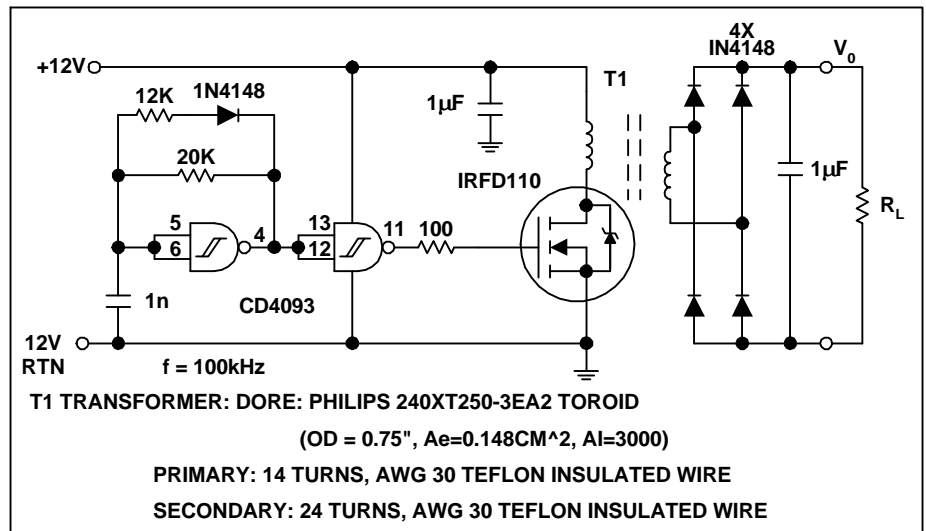 4X
IN4148
V0
+12V
T1
12K
1N4148
1μF
20K
IRFD110
1μF
RL
5
6
4
13
12
11
100
1n
CD4093
12V
RTN
f = 100kHz
T1 TRANSFORMER: DORE: PHILIPS 240XT250-3EA2 TOROID
(OD = 0.75", Ae=0.148CM^2, AI=3000)
PRIMARY: 14 TURNS, AWG 30 TEFLON INSULATED WIRE
SECONDARY: 24 TURNS, AWG 30 TEFLON INSULATED WIRE